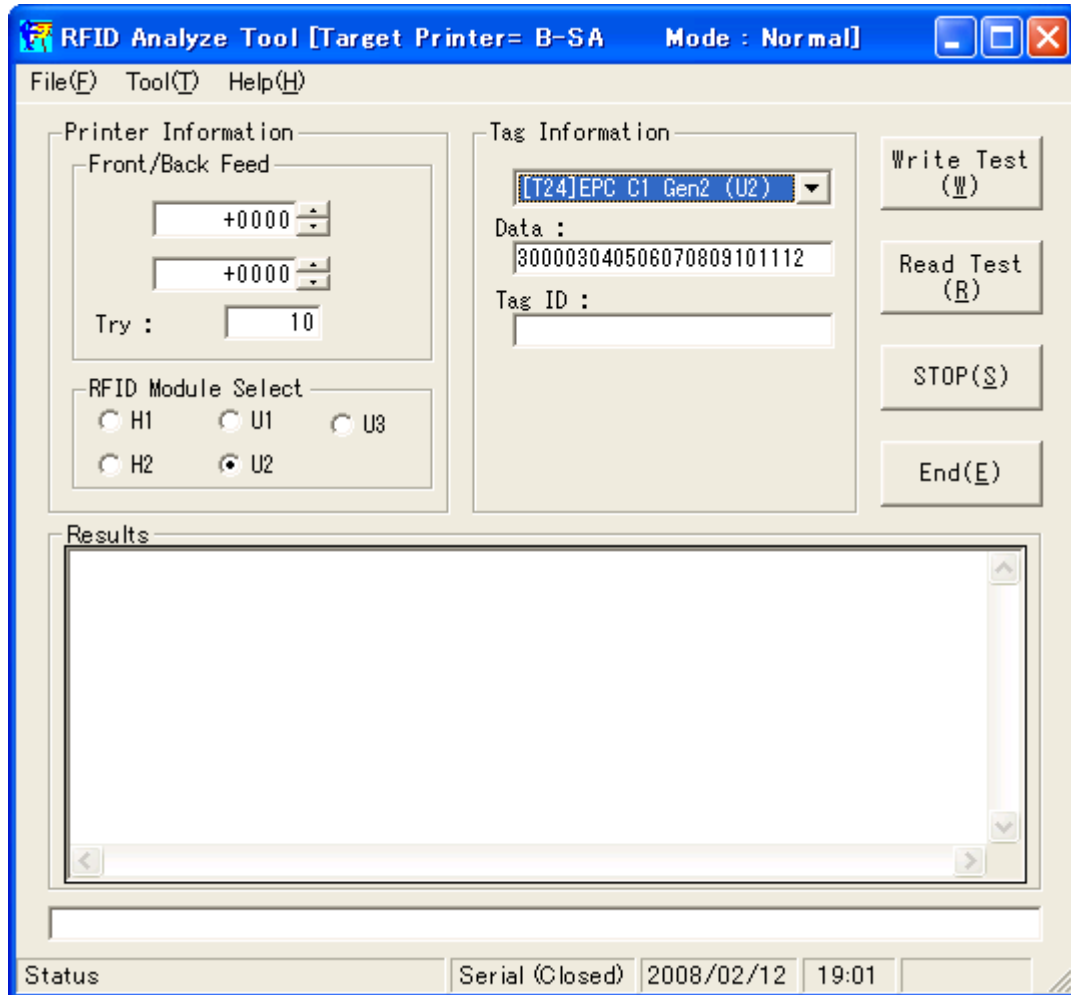 RFID Analyze Tool [Target Printer= B-SA Mode : Normal]
File(F) Tool(T) Help(H)
Printer Information
Front/Back Feed
+0000
+0000
Try : 10
RFID Module Select
H1 U1 U3
H2 U2
Tag Information
[T24]EPC C1 Gen2 (U2)
Data :
300003040506070809101112
Tag ID :
Write Test
(W)
Read Test
(R)
STOP(S)
End(E)
Results
Status Serial (Closed) 2008/02/12 19:01